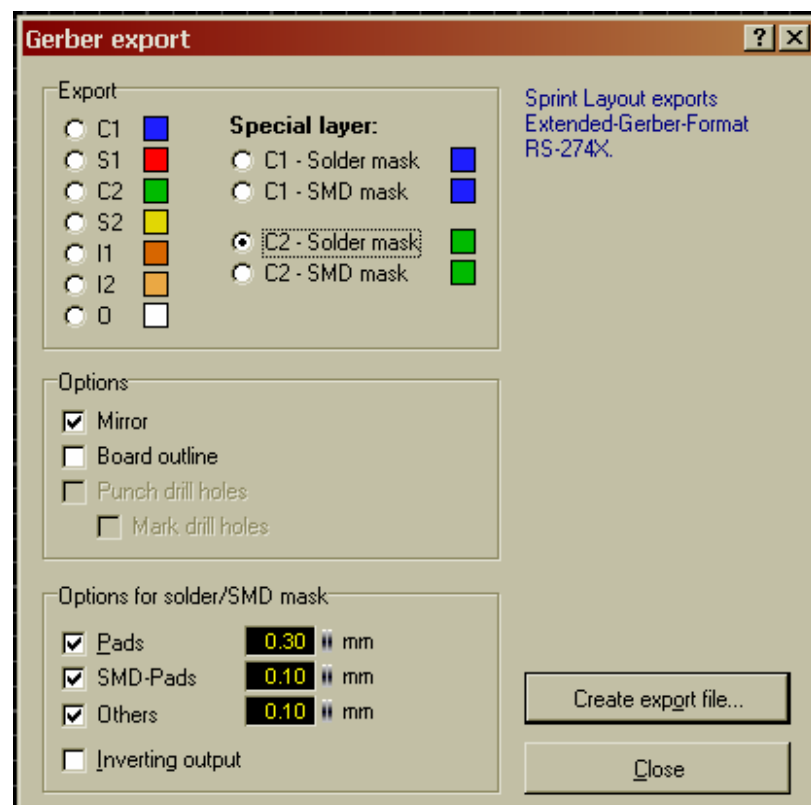 Gerber export
Export
C1
S1
C2
S2
I1
I2
O
Special layer:
C1 - Solder mask
C1 - SMD mask
C2 - Solder mask
C2 - SMD mask
Sprint Layout exports
Extended-Gerber-Format
RS-274X.
Options
Mirror
Board outline
Punch drill holes
Mark drill holes
Options for solder/SMD mask
Pads 0.30 mm
SMD-Pads 0.10 mm
Others 0.10 mm
Inverting output
Create export file...
Close